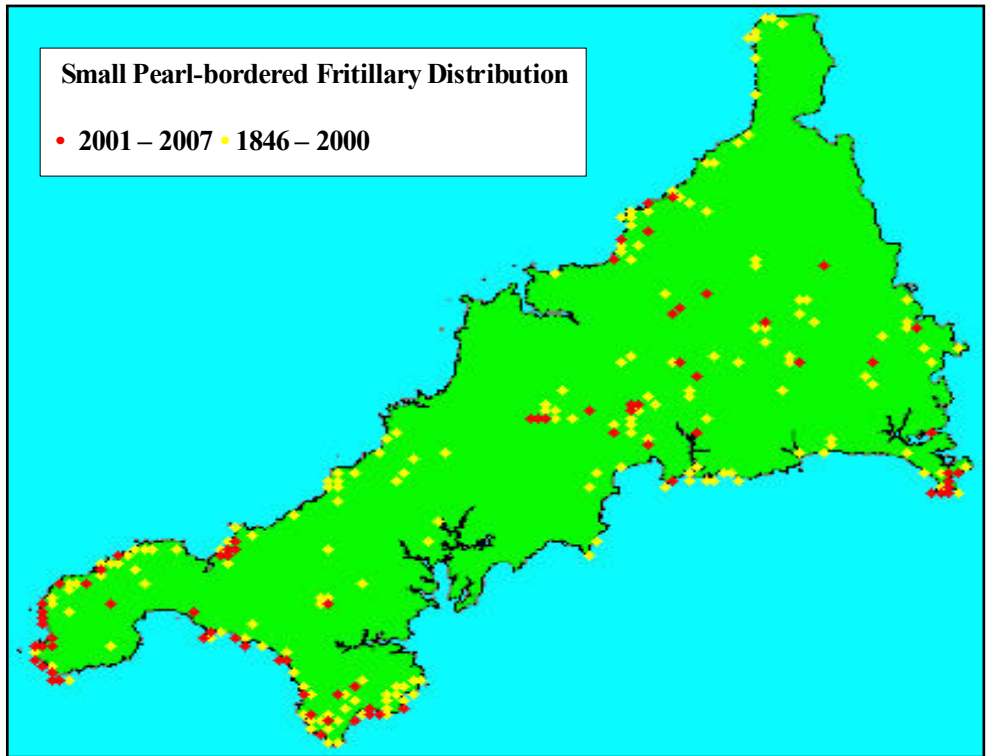 Small Pearl-bordered Fritillary Distribution
2001 – 2007 1846 – 2000